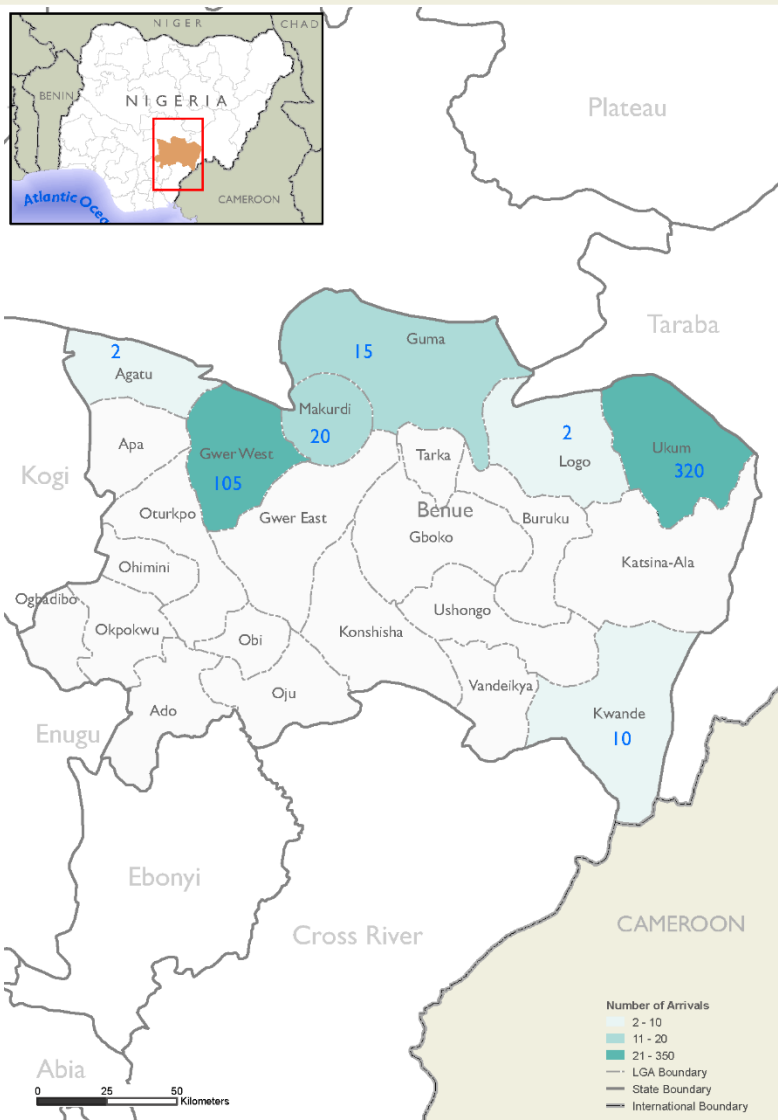 NIGER
CHAD
BENIN
NIGERIA
CAMEROON
Atlantic Ocea
Plateau
Taraba
Guma
15
2
Agatu
Makurdi
20
Apa
Gwer West
105
2
Logo
Ukum
320
Kogi
Tarka
Oturkpo
Gwer East
Benue
Gboko
Buruku
Katsina-Ala
Ohimini
Ogbadibo
Okpokwu
Obi
Konshisha
Ushongo
Vandeikya
Ado
Oju
Kwande
10
Enugu
Ebonyi
Cross River
CAMEROON
Abia
Number of Arrivals
2 - 10
11 - 20
21 - 350
LGA Boundary
State Boundary
International Boundary
0 25 50
Kilometers